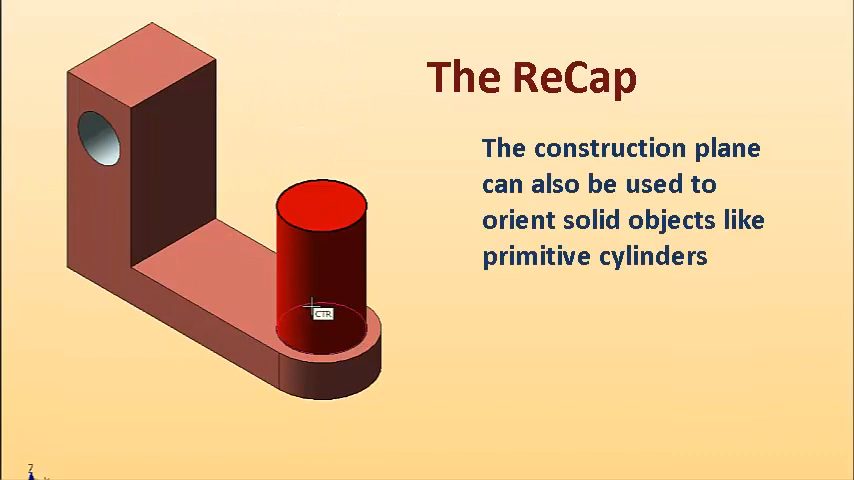 The ReCap
The construction plane
can also be used to
orient solid objects like
primitive cylinders
CTR
Z